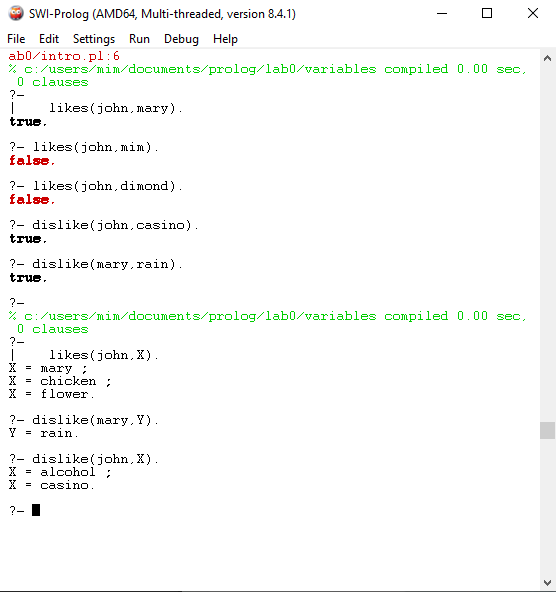 SWI-Prolog (AMD64, Multi-threaded, version 8.4.1)
File Edit Settings Run Debug Help
ab0/intro.pl:6
% c:/users/mim/documents/prolog/lab0/variables compiled 0.00 sec,
 0 clauses
?-
|    likes(john,mary).
true.
?- likes(john,mim).
false.
?- likes(john,dimond).
false.
?- dislike(john,casino).
true.
?- dislike(mary,rain).
true.
?-
% c:/users/mim/documents/prolog/lab0/variables compiled 0.00 sec,
 0 clauses
?-
|    likes(john,X).
X = mary ;
X = chicken ;
X = flower.
?- dislike(mary,Y).
Y = rain.
?- dislike(john,X).
X = alcohol ;
X = casino.
?-